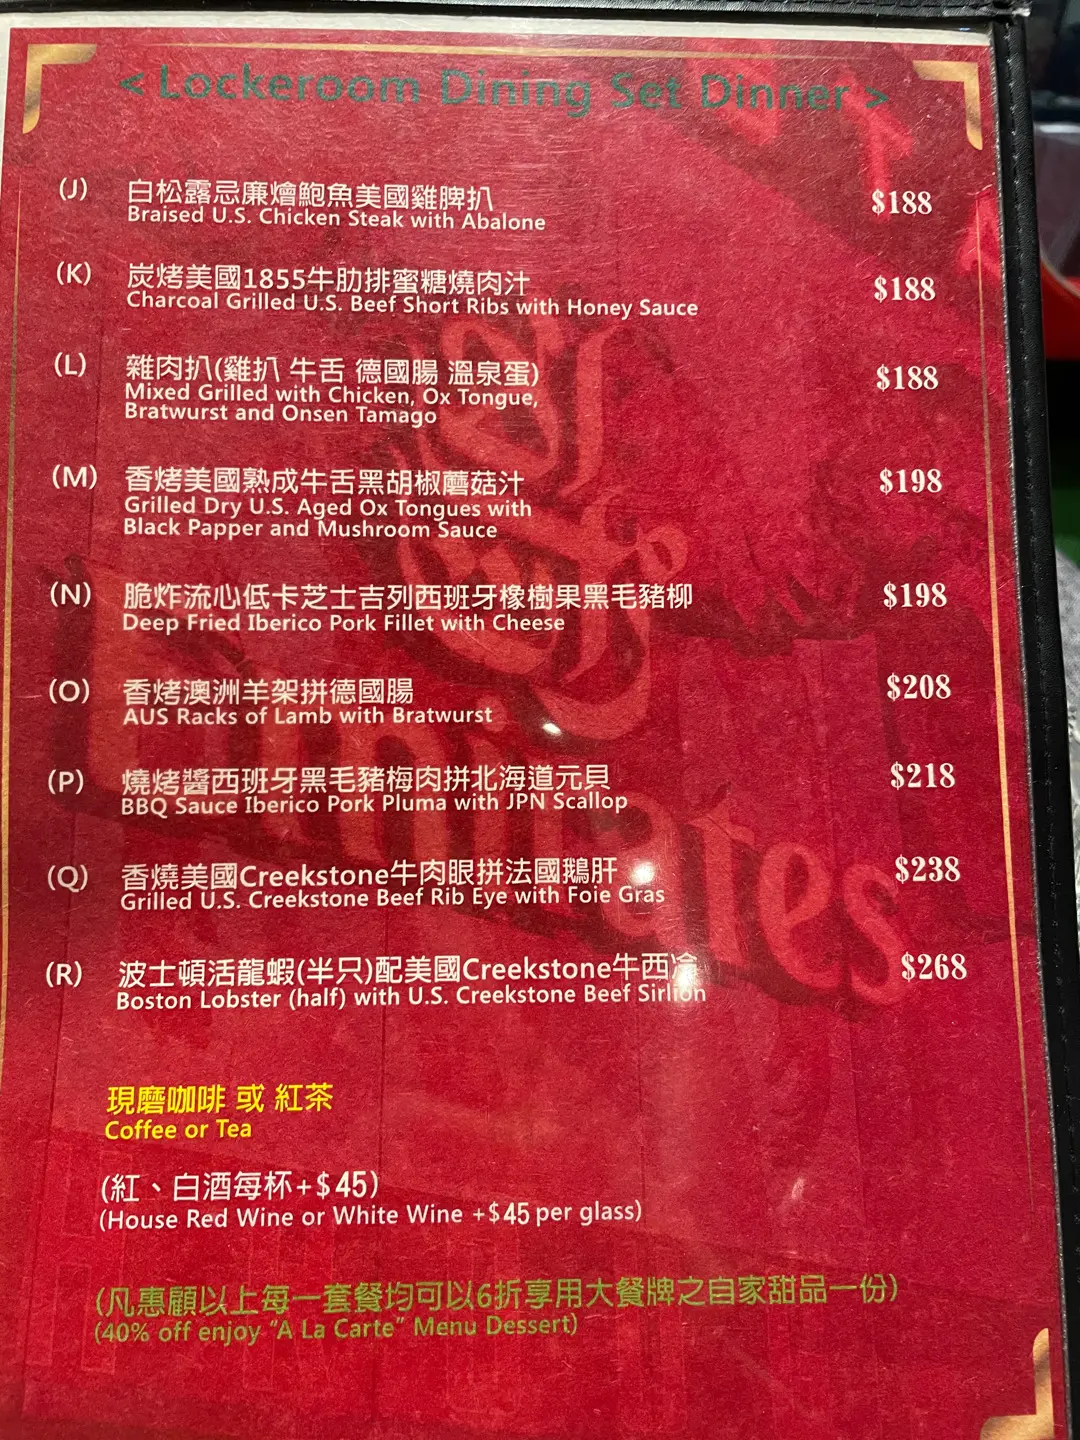 < Lockeroom Dining Set Dinner >
(J) 白松露忌廉燴鮑魚美國雞脾扒 $188
Braised U.S. Chicken Steak with Abalone
(K) 炭烤美國1855牛肋排蜜糖燒肉汁 $188
Charcoal Grilled U.S. Beef Short Ribs with Honey Sauce
(L) 雜肉扒(雞扒 牛舌 德國腸 溫泉蛋) $188
Mixed Grilled with Chicken, Ox Tongue,
Bratwurst and Onsen Tamago
(M) 香烤美國熟成牛舌黑胡椒蘑菇汁 $198
Grilled Dry U.S. Aged Ox Tongues with
Black Papper and Mushroom Sauce
(N) 脆炸流心低卡芝士吉列西班牙橡樹果黑毛豬柳 $198
Deep Fried Iberico Pork Fillet with Cheese
(O) 香烤澳洲羊架拼德國腸 $208
AUS Racks of Lamb with Bratwurst
(P) 燒烤醬西班牙黑毛豬梅肉拼北海道元貝 $218
BBQ Sauce Iberico Pork Pluma with JPN Scallop
(Q) 香燒美國Creekstone牛肉眼拼法國鵝肝 $238
Grilled U.S. Creekstone Beef Rib Eye with Foie Gras
(R) 波士頓活龍蝦(半只)配美國Creekstone牛西冷 $268
Boston Lobster (half) with U.S. Creekstone Beef Sirlion
現磨咖啡 或 紅茶
Coffee or Tea
(紅、白酒每杯+$45)
(House Red Wine or White Wine +$45 per glass)
(凡惠顧以上每一套餐均可以6折享用大餐牌之自家甜品一份)
(40% off enjoy "A La Carte" Menu Dessert)